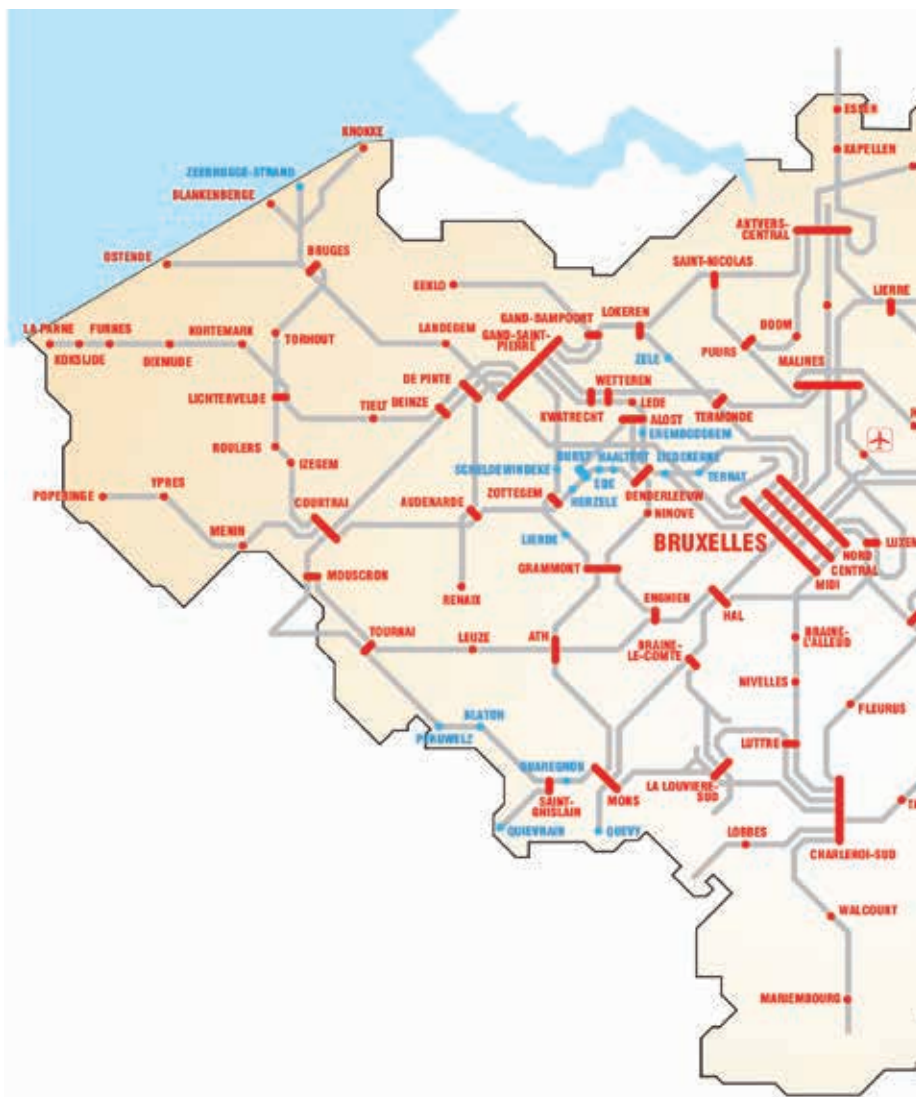 ESSEN
KNOKKE
KAPELLEN
ZEEBRUGGE-STRAND
BLANKENBERGE
ANTVERS-
CENTRAL
OSTENDE
BRUGES
SAINT-NICOLAS
EEKLO
LIERRE
GAND-DAMPOORT
LOKEREN
LA PANNE
FURNES
KORTEMARK
TORHOUT
LANDEGEM
GAND-SAINT-
PIERRE
BOOM
KOKSIJDE
DIXMUDE
ZELE
PUURS
MALINES
DE PINTE
WETTEREN
LICHTERVELDE
TIELT
DEINZE
LEDE
KWATRECHT
ALOST
TERMONDE
EREMBODEGEM
ROULERS
IZEGEM
SCHELDEWINDEKE
BURST
HAALTERT
LIEDEKERKE
YPRES
EDE
TERNAT
POPERINGE
COURTRAI
AUDENARDE
ZOTTEGEM
HERZELE
DENDERLEEUW
NINOVE
MENIN
LIERDE
BRUXELLES
NORD
CENTRAL
MIDI
MOUSCRON
GRAMMONT
RENAIX
ENGHIEN
HAL
TOURNAI
LEUZE
ATH
BRAINE-
LE-COMTE
BRAINE-
L'ALLEUD
NIVELLES
FLEURUS
BLATON
PERUWELZ
LUTTRE
QUAREGNON
SAINT-
GHISLAIN
MONS
LA LOUVIERE-
SUD
QUIEVRAIN
QUEVY
LOBBES
CHARLEROI-SUD
WALCOURT
MARIEMBOURG